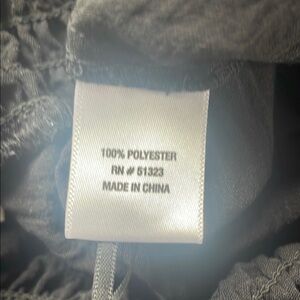 100% POLYESTER
RN # 51323
MADE IN CHINA